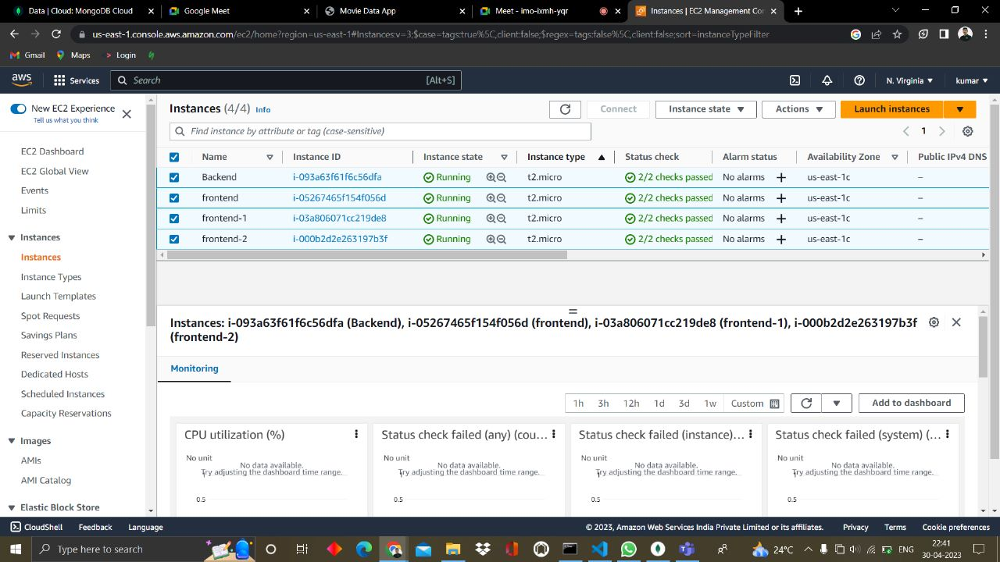 Data | Cloud: MongoDB Cloud
Google Meet
Movie Data App
Meet - imo-ixmh-yqr
Instances | EC2 Management Con
us-east-1.console.aws.amazon.com/ec2/home?region=us-east-1#Instances:v=3;$case=tags:true%5C,client:false;$regex=tags:false%5C,client:false;sort=instanceTypeFilter
Gmail
Maps
Login
aws
Services
Search
[Alt+S]
N. Virginia
kumar
New EC2 Experience
Tell us what you think
EC2 Dashboard
EC2 Global View
Events
Limits
Instances
Instances
Instance Types
Launch Templates
Spot Requests
Savings Plans
Reserved Instances
Dedicated Hosts
Scheduled Instances
Capacity Reservations
Images
AMIs
AMI Catalog
Elastic Block Store
Instances (4/4) Info
Connect
Instance state
Actions
Launch instances
Find instance by attribute or tag (case-sensitive)
1
Name Instance ID Instance state Instance type Status check Alarm status Availability Zone Public IPv4 DNS
Backend i-093a63f61f6c56dfa Running t2.micro 2/2 checks passed No alarms + us-east-1c –
frontend i-05267465f154f056d Running t2.micro 2/2 checks passed No alarms + us-east-1c –
frontend-1 i-03a806071cc219de8 Running t2.micro 2/2 checks passed No alarms + us-east-1c –
frontend-2 i-000b2d2e263197b3f Running t2.micro 2/2 checks passed No alarms + us-east-1c –
Instances: i-093a63f61f6c56dfa (Backend), i-05267465f154f056d (frontend), i-03a806071cc219de8 (frontend-1), i-000b2d2e263197b3f
(frontend-2)
Monitoring
1h 3h 12h 1d 3d 1w Custom
Add to dashboard
CPU utilization (%)
No unit
No data available.
Try adjusting the dashboard time range.
1
0.5
Status check failed (any) (cou...
No unit
No data available.
Try adjusting the dashboard time range.
1
0.5
Status check failed (instance)...
No unit
No data available.
Try adjusting the dashboard time range.
1
0.5
Status check failed (system) (...
No unit
No data available.
Try adjusting the dashboard time range.
1
0.5
CloudShell
Feedback
Language
© 2023, Amazon Web Services India Private Limited or its affiliates.
Privacy
Terms
Cookie preferences
Type here to search
24°C
ENG
22:41
30-04-2023